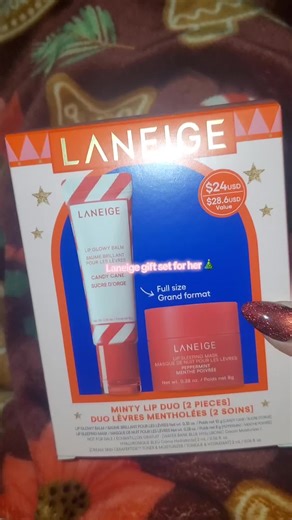 LANEIGE
$24USD
$28.6USD
Value
LANEIGE
LIP GLOWY BALM
BAUME BRILLANT
POUR LES LÈVRES
CANDY CANE
SUCRE D'ORGE
Laneige gift set for her🎄
Full size
Grand format
LANEIGE
LIP SLEEPING MASK
MASQUE DE NUIT POUR LES LÈVRES
PEPPERMINT
MENTHE POIVRÉE
MINTY LIP DUO (2 PIECES)
DUO LÈVRES MENTHOLÉES (2 SOINS)